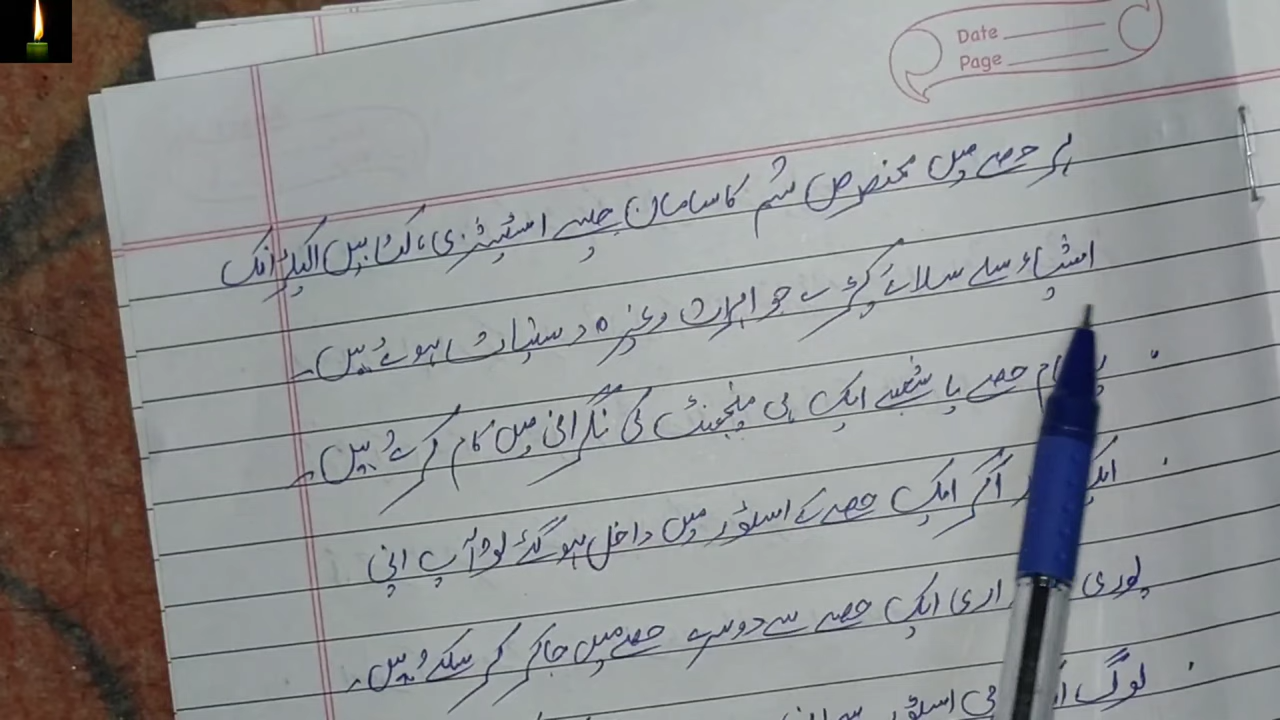 Date
Page
ہر حصے میں مخصوص قسم کا سامان جیسے اسٹیشنری، کتابیں الیکٹرانک
اشیاء سلے سلائے کپڑے جواہرات وغیرہ دستیاب ہوتے ہیں۔
حصے یا شعبے ایک ہی مینجمنٹ کی نگرانی میں کام کرتے ہیں۔
اگر ایک حصے کے اسٹور میں داخل ہو گئے تو آپ اپنی
پوری ایک حصے سے دوسرے حصے میں جا کر کر سکتے ہیں۔
لوگ